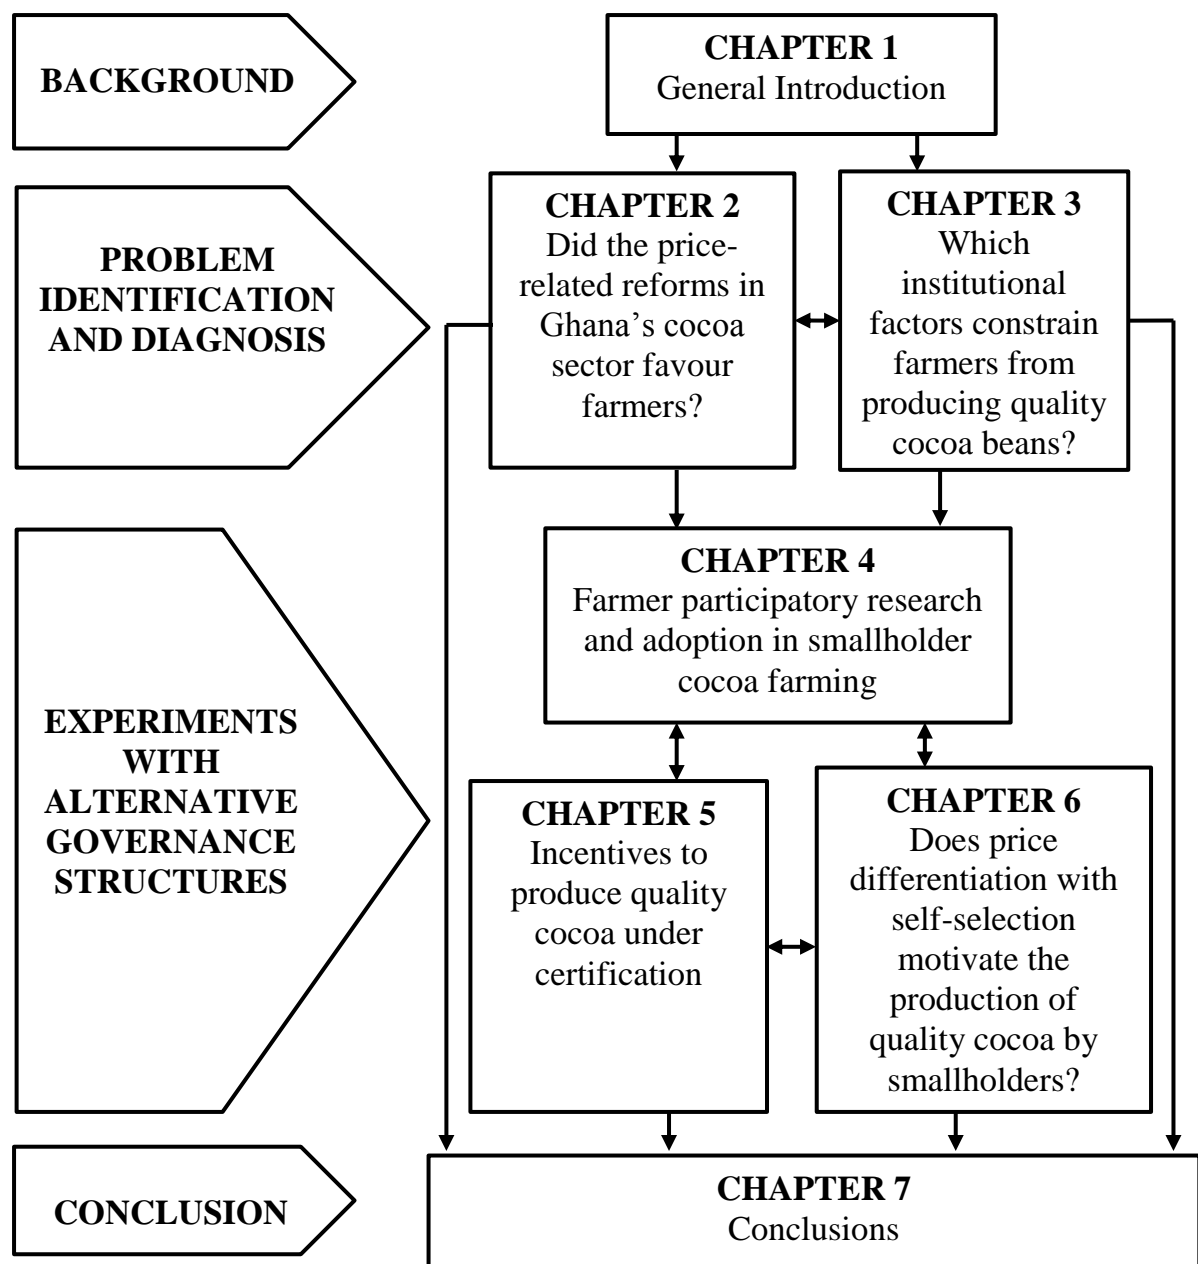 BACKGROUND
CHAPTER 1
General Introduction
PROBLEM
IDENTIFICATION
AND DIAGNOSIS
CHAPTER 2
Did the price-
related reforms in
Ghana’s cocoa
sector favour
farmers?
CHAPTER 3
Which
institutional
factors constrain
farmers from
producing quality
cocoa beans?
EXPERIMENTS
WITH
ALTERNATIVE
GOVERNANCE
STRUCTURES
CHAPTER 4
Farmer participatory research
and adoption in smallholder
cocoa farming
CHAPTER 5
Incentives to
produce quality
cocoa under
certification
CHAPTER 6
Does price
differentiation with
self-selection
motivate the
production of
quality cocoa by
smallholders?
CONCLUSION
CHAPTER 7
Conclusions